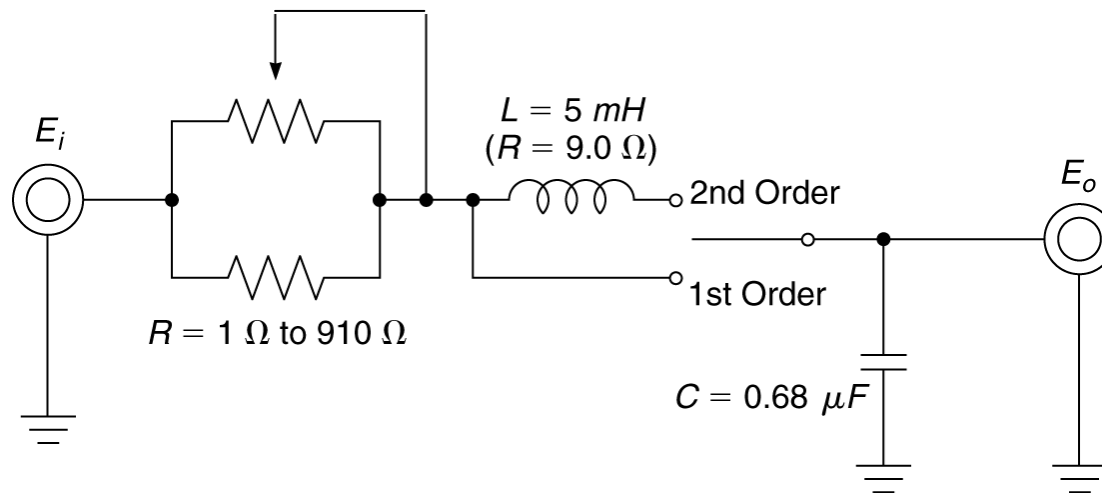 L = 5 mH
(R = 9.0 Ω)
E_i
2nd Order
E_o
1st Order
R = 1 Ω to 910 Ω
C = 0.68 μF